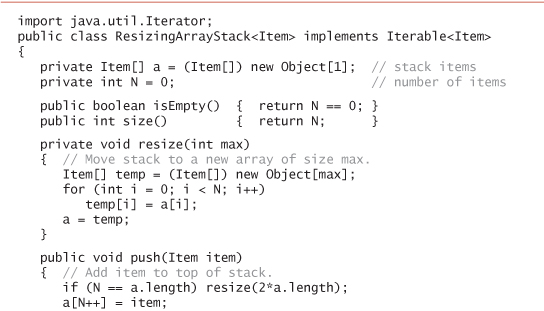 import java.util.Iterator;
public class ResizingArrayStack<Item> implements Iterable<Item>
{
   private Item[] a = (Item[]) new Object[1];  // stack items
   private int N = 0;                          // number of items
   public boolean isEmpty()  {  return N == 0; }
   public int size()         {  return N;      }
   private void resize(int max)
   {  // Move stack to a new array of size max.
      Item[] temp = (Item[]) new Object[max];
      for (int i = 0; i < N; i++)
         temp[i] = a[i];
      a = temp;
   }
   public void push(Item item)
   {  // Add item to top of stack.
      if (N == a.length) resize(2*a.length);
      a[N++] = item;